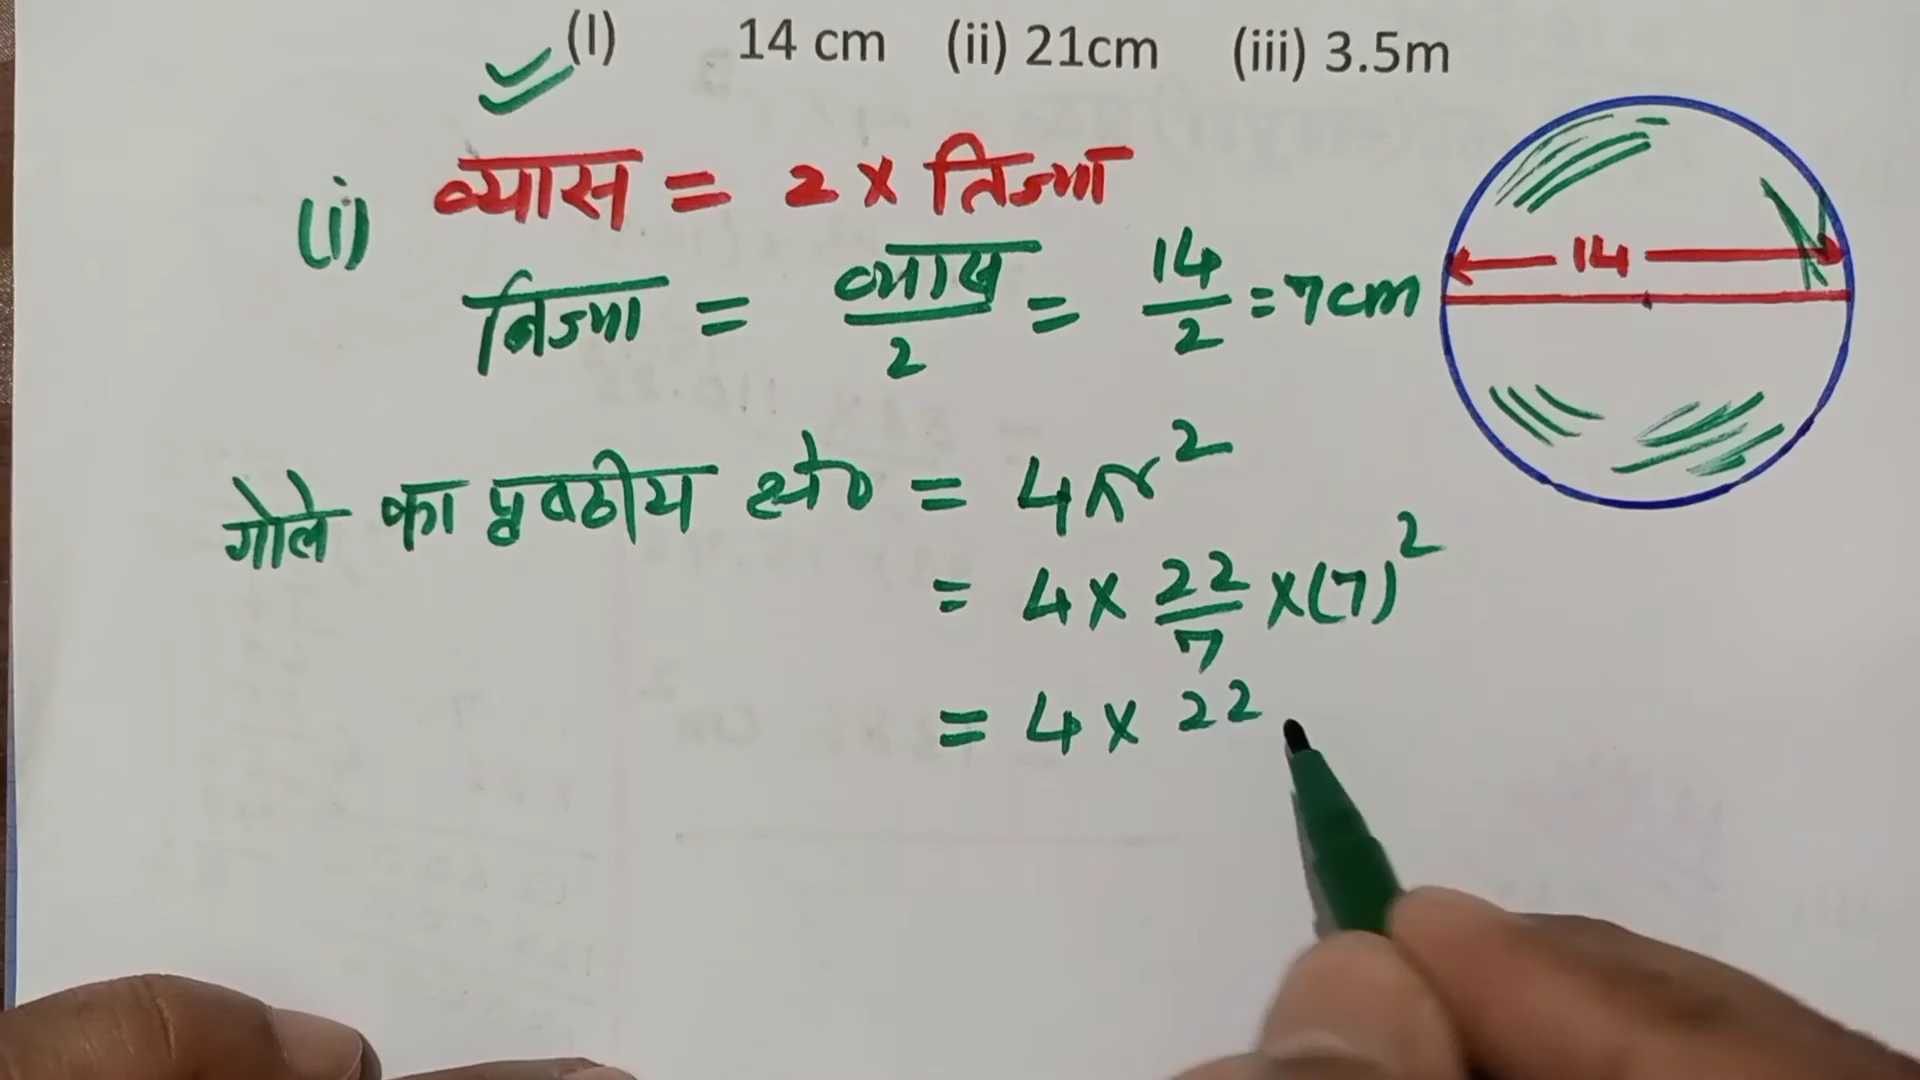 (I) 14 cm (ii) 21cm (iii) 3.5m
(i) व्यास = 2 x त्रिज्या
त्रिज्या = व्यास/2 = 14/2 = 7cm
14
गोले का पृष्ठीय क्षे० = 4πr²
= 4 x 22/7 x (7)²
= 4 x 22